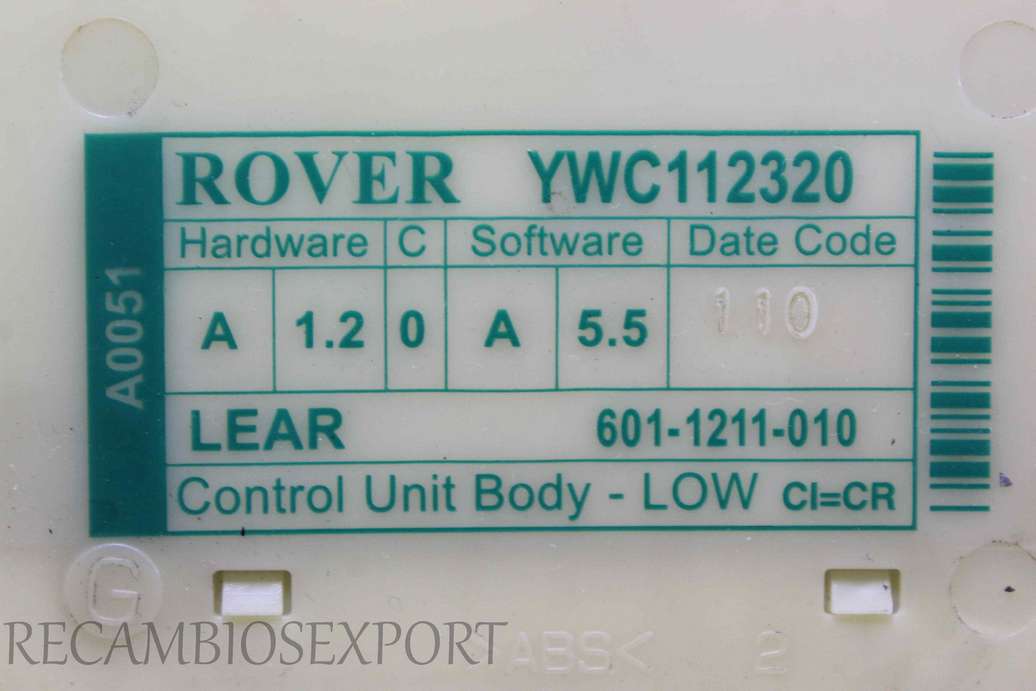 ROVER YWC112320
Hardware C Software Date Code
A 1.2 0 A 5.5 110
LEAR 601-1211-010
Control Unit Body - LOW CI=CR
A0051
G
RECAMBIOSEXPORT
>ABS< 2